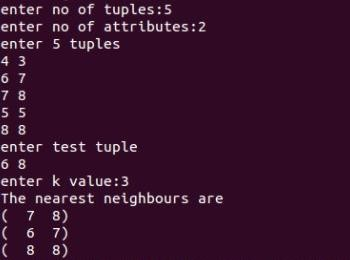 enter no of tuples:5
enter no of attributes:2
enter 5 tuples
4 3
6 7
7 8
5 5
8 8
enter test tuple
6 8
enter k value:3
The nearest neighbours are
(  7  8)
(  6  7)
(  8  8)